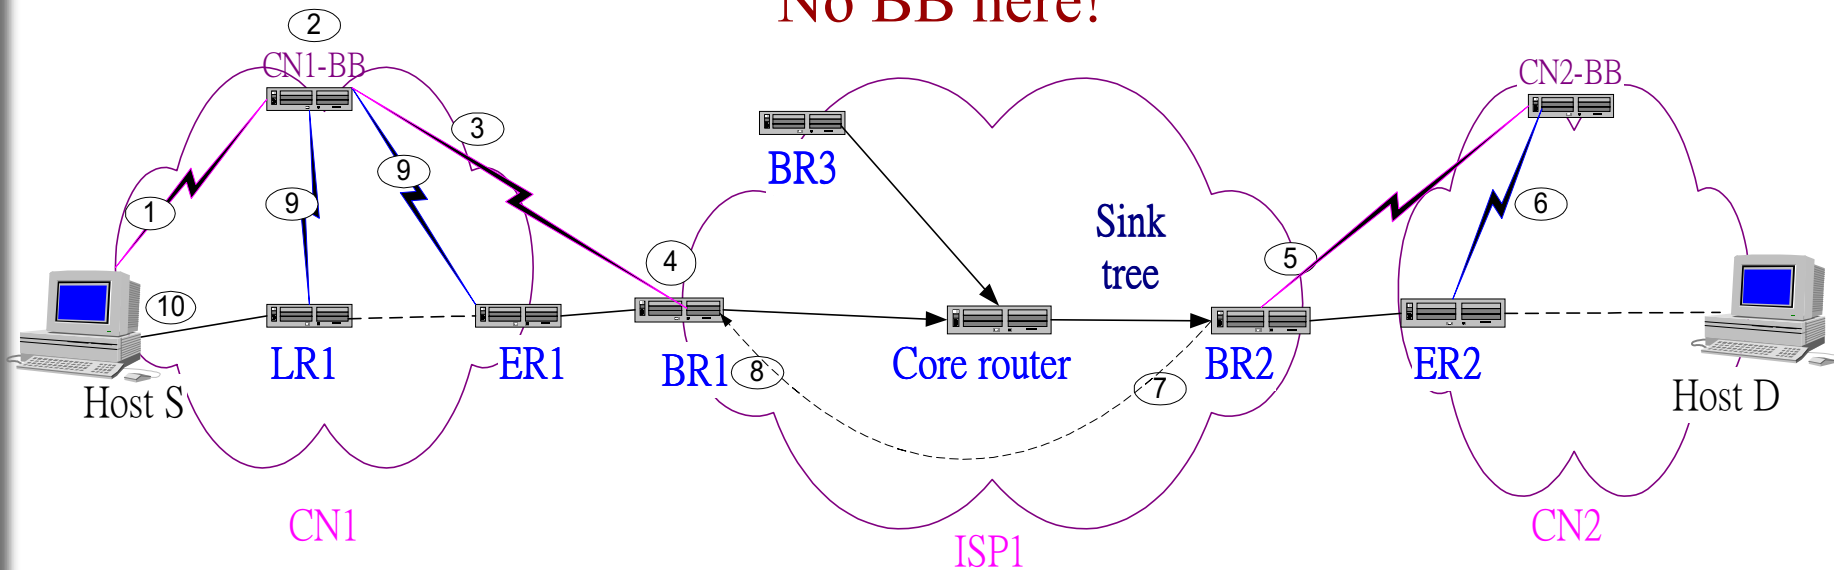 No BB here!
2
CN1-BB
CN2-BB
3
BR3
9
1
9
6
Sink
tree
4
5
10
LR1
ER1
BR1
8
Core router
7
BR2
ER2
Host S
Host D
CN1
ISP1
CN2